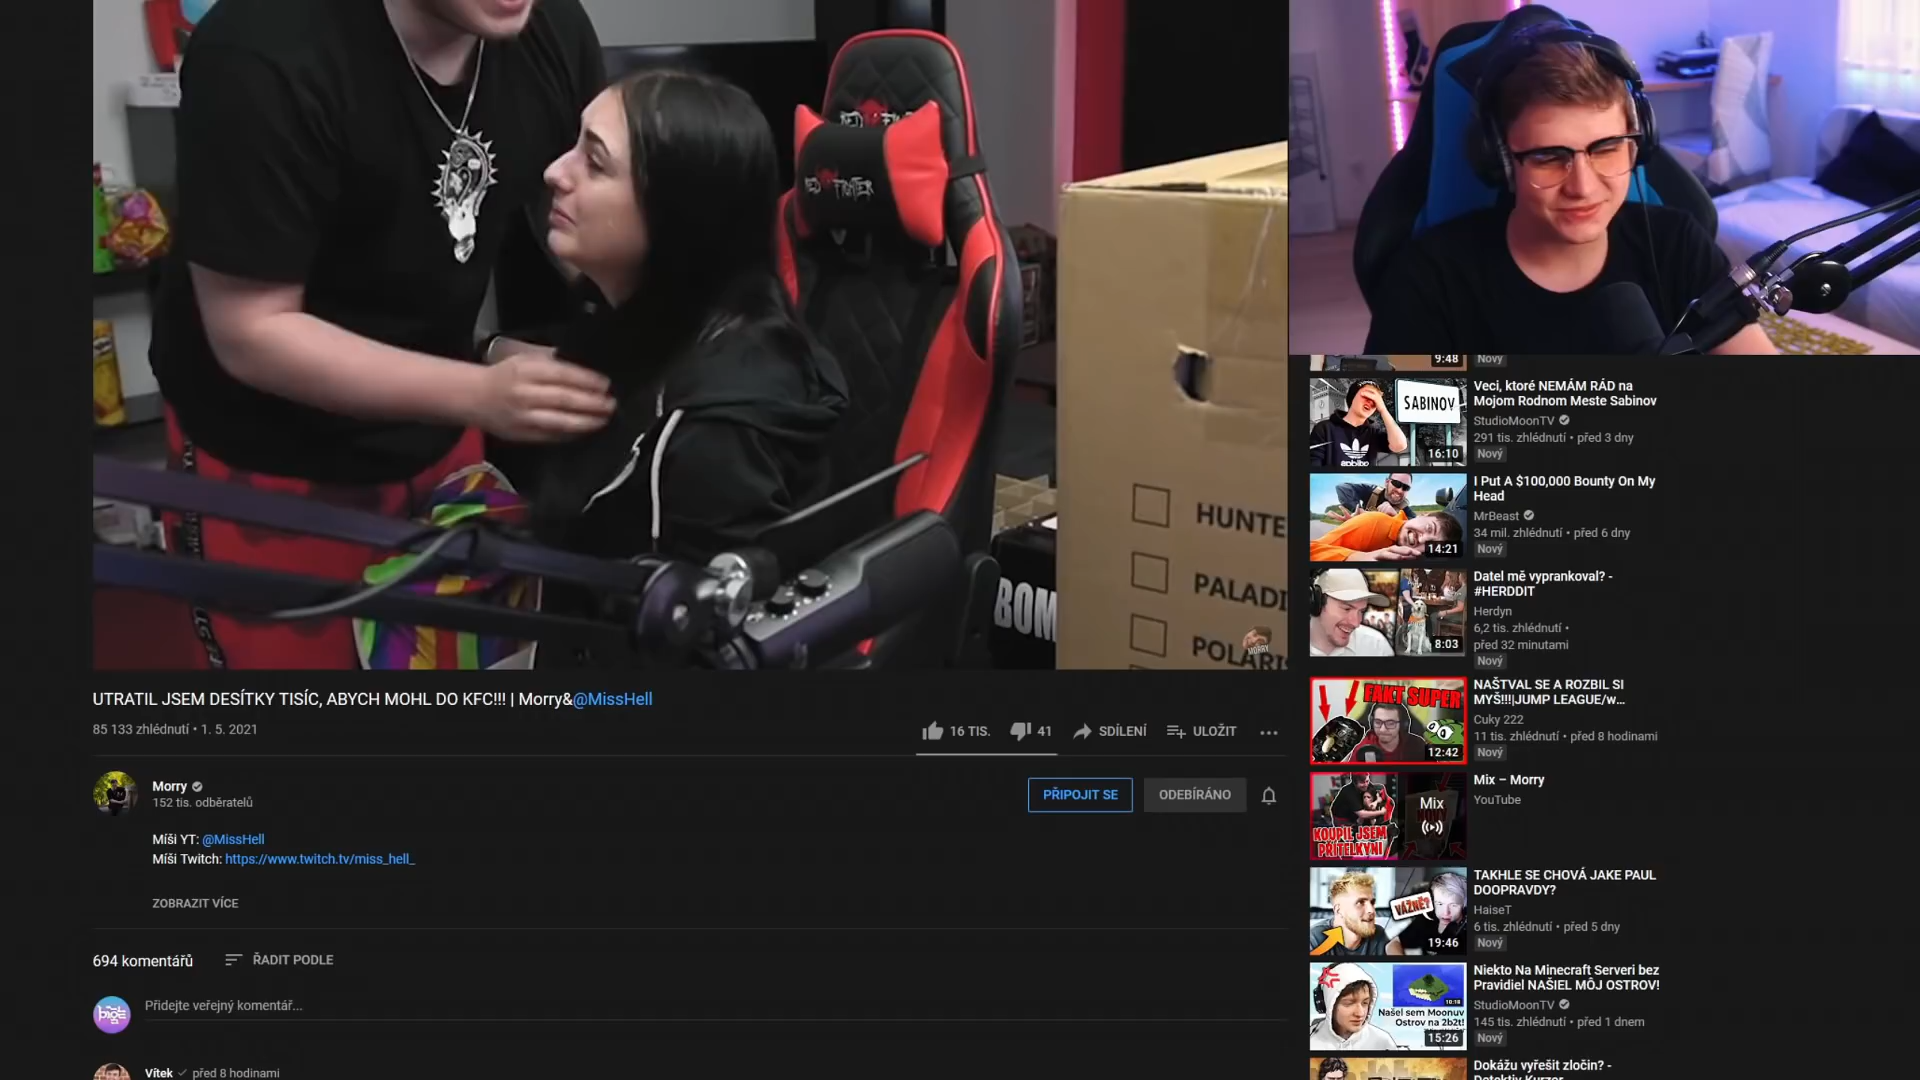 RED FIGHTER
HUNTE
PALADI
POLARIS
BOM
MORRY
UTRATIL JSEM DESÍTKY TISÍC, ABYCH MOHL DO KFC!!! | Morry&@MissHell
85 133 zhlédnutí • 1. 5. 2021
16 TIS.
41
SDÍLENÍ
ULOŽIT
Morry
152 tis. odběratelů
PŘIPOJIT SE
ODEBÍRÁNO
Míši YT: @MissHell
Míši Twitch: https://www.twitch.tv/miss_hell_
ZOBRAZIT VÍCE
694 komentářů
ŘADIT PODLE
Přidejte veřejný komentář...
Vítek
před 8 hodinami
9:48
Nový
SABINOV
16:10
Veci, ktoré NEMÁM RÁD na
Mojom Rodnom Meste Sabinov
StudioMoonTV
291 tis. zhlédnutí • před 3 dny
Nový
14:21
I Put A $100,000 Bounty On My
Head
MrBeast
34 mil. zhlédnutí • před 6 dny
Nový
8:03
Datel mě vyprankoval? -
#HERDDIT
Herdyn
6,2 tis. zhlédnutí •
před 32 minutami
Nový
FAKT SUPER
12:42
NAŠTVAL SE A ROZBIL SI
MYŠ!!!|JUMP LEAGUE/w...
Cuky 222
11 tis. zhlédnutí • před 8 hodinami
Nový
KOUPIL JSEM
PŘÍTELKYNI
Mix
Mix – Morry
YouTube
VÁŽNĚ?
19:46
TAKHLE SE CHOVÁ JAKE PAUL
DOOPRAVDY?
HaiseT
6 tis. zhlédnutí • před 5 dny
Nový
10:18
Našel sem Moonuv
Ostrov na 2b2t!
15:26
Niekto Na Minecraft Serveri bez
Pravidiel NAŠIEL MÔJ OSTROV!
StudioMoonTV
145 tis. zhlédnutí • před 1 dnem
Nový
Dokážu vyřešit zločin? -